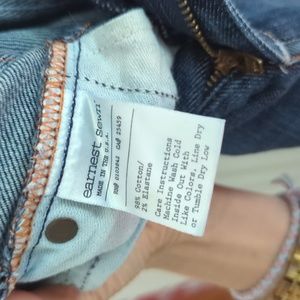 earnest sewn
MADE IN THE U.S.A.
98% Cotton/
2% Elastane
Care Instructions
Machine Wash Cold
Inside Out With
Like Colors, Line Dry
or Tumble Dry Low